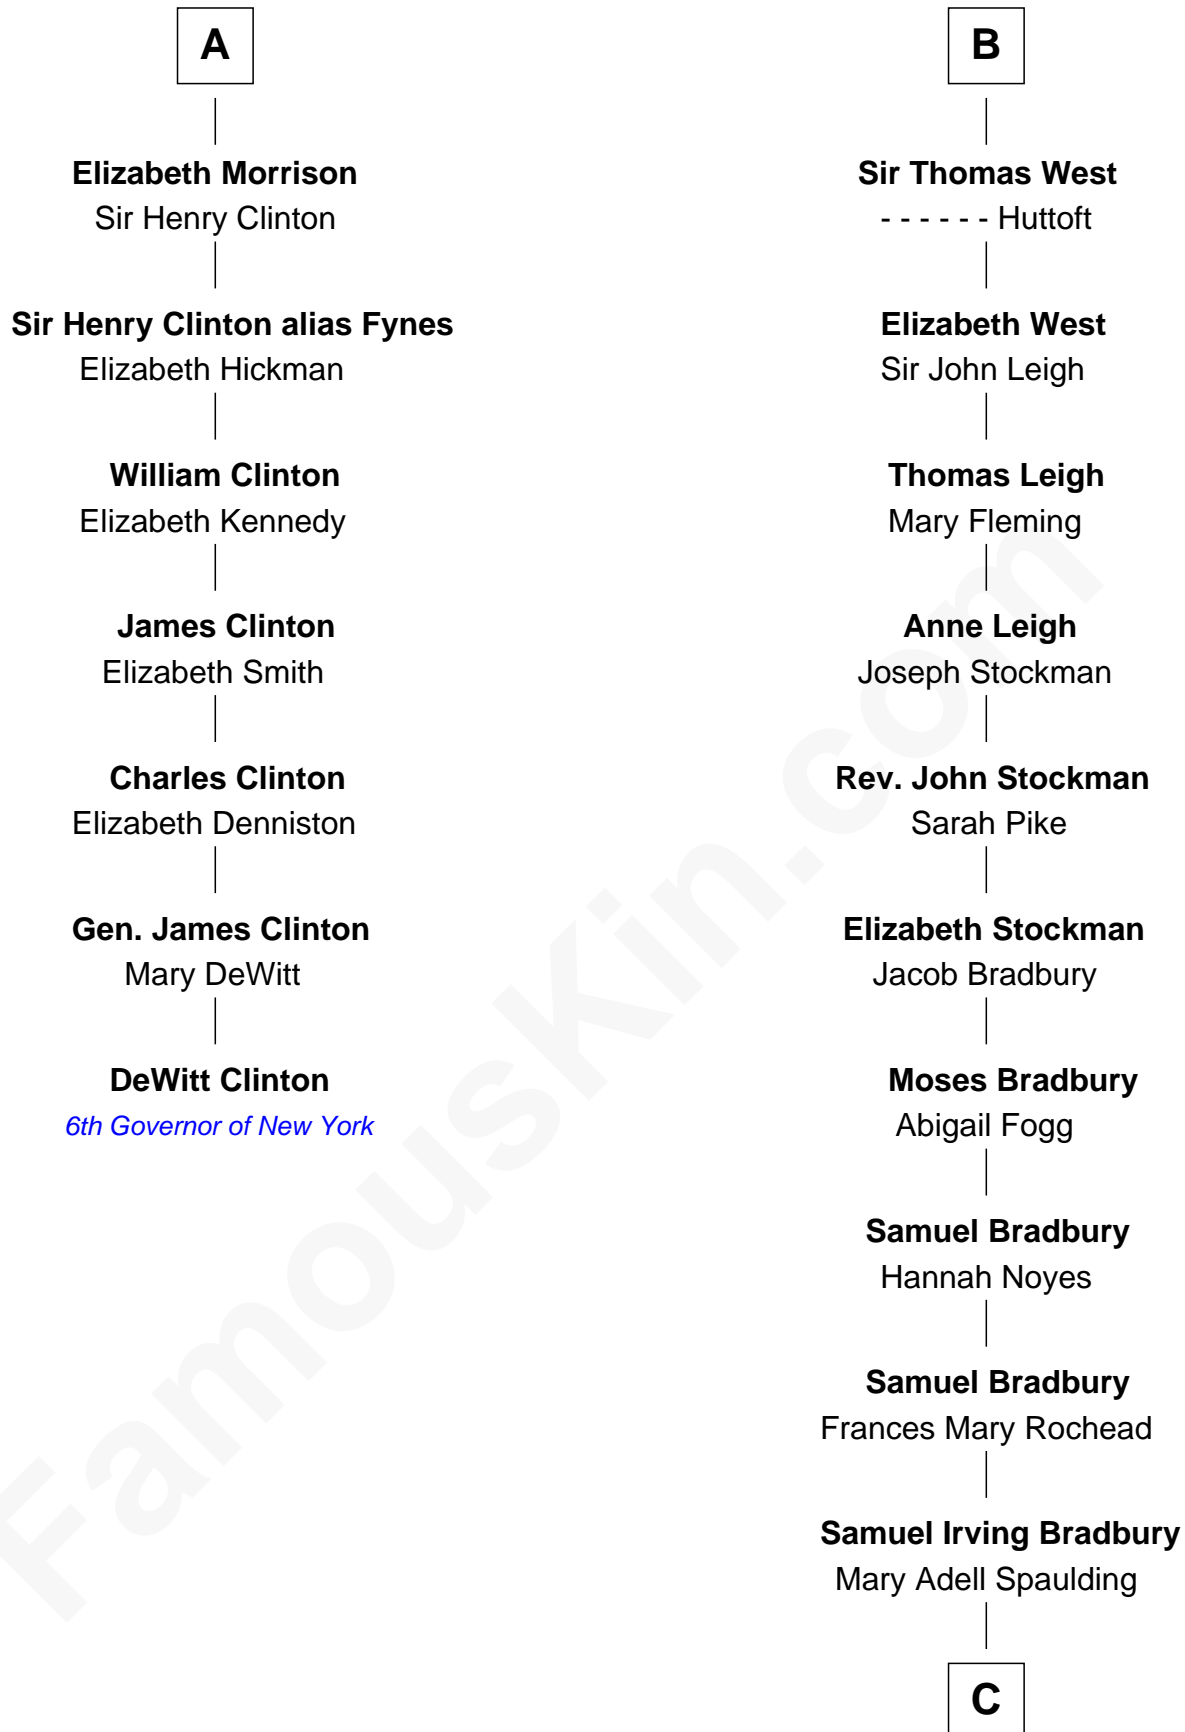 A
Elizabeth Morrison
Sir Henry Clinton
Sir Henry Clinton alias Fynes
Elizabeth Hickman
William Clinton
Elizabeth Kennedy
James Clinton
Elizabeth Smith
Charles Clinton
Elizabeth Denniston
Gen. James Clinton
Mary DeWitt
DeWitt Clinton
6th Governor of New York
B
Sir Thomas West
- - - - - - Huttoft
Elizabeth West
Sir John Leigh
Thomas Leigh
Mary Fleming
Anne Leigh
Joseph Stockman
Rev. John Stockman
Sarah Pike
Elizabeth Stockman
Jacob Bradbury
Moses Bradbury
Abigail Fogg
Samuel Bradbury
Hannah Noyes
Samuel Bradbury
Frances Mary Rochead
Samuel Irving Bradbury
Mary Adell Spaulding
C
FamousKin.com